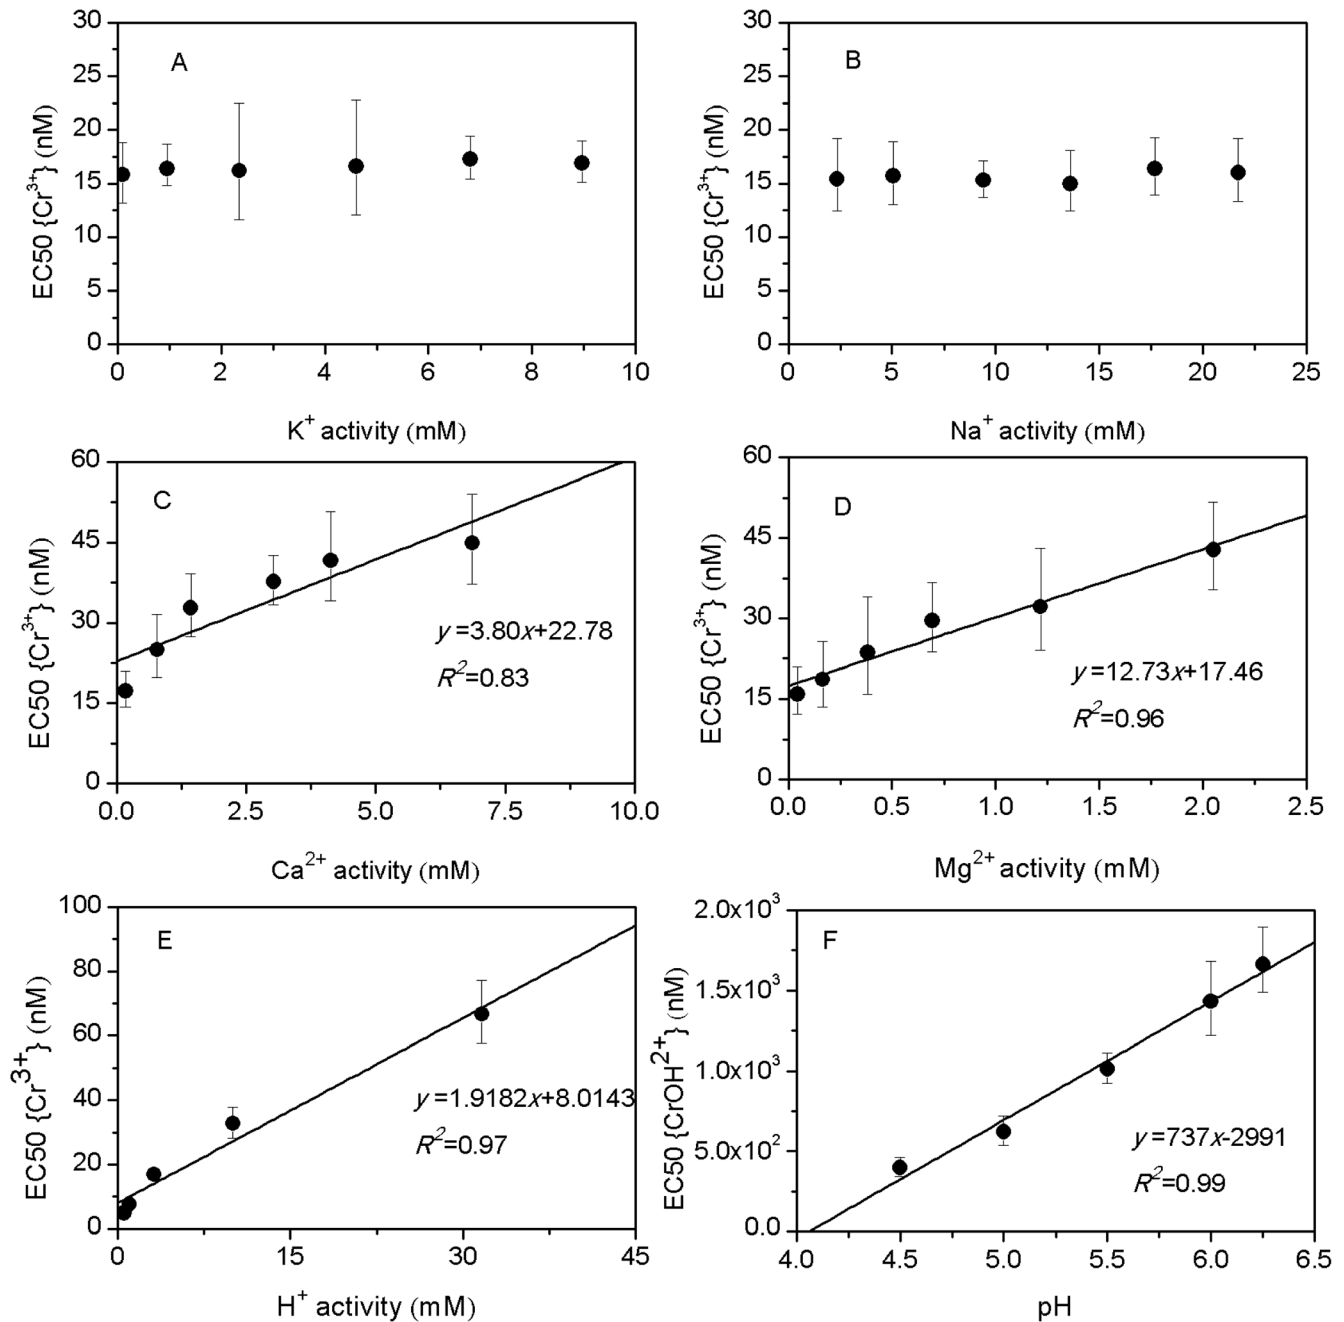 A
EC50 {Cr³⁺} (nM)
30
25
20
15
10
5
0
0 2 4 6 8 10
K⁺ activity (mM)
B
EC50 {Cr³⁺} (nM)
30
25
20
15
10
5
0
0 5 10 15 20 25
Na⁺ activity (mM)
C
EC50 {Cr³⁺} (nM)
60
45
30
15
0
y=3.80x+22.78
R²=0.83
0.0 2.5 5.0 7.5 10.0
Ca²⁺ activity (mM)
D
EC50 {Cr³⁺} (nM)
60
45
30
15
0
y=12.73x+17.46
R²=0.96
0.0 0.5 1.0 1.5 2.0 2.5
Mg²⁺ activity (mM)
E
EC50 {Cr³⁺} (nM)
100
80
60
40
20
0
y=1.9182x+8.0143
R²=0.97
0 15 30 45
H⁺ activity (mM)
F
EC50 {CrOH²⁺} (nM)
2.0x10³
1.5x10³
1.0x10³
5.0x10²
0.0
y=737x-2991
R²=0.99
4.0 4.5 5.0 5.5 6.0 6.5
pH